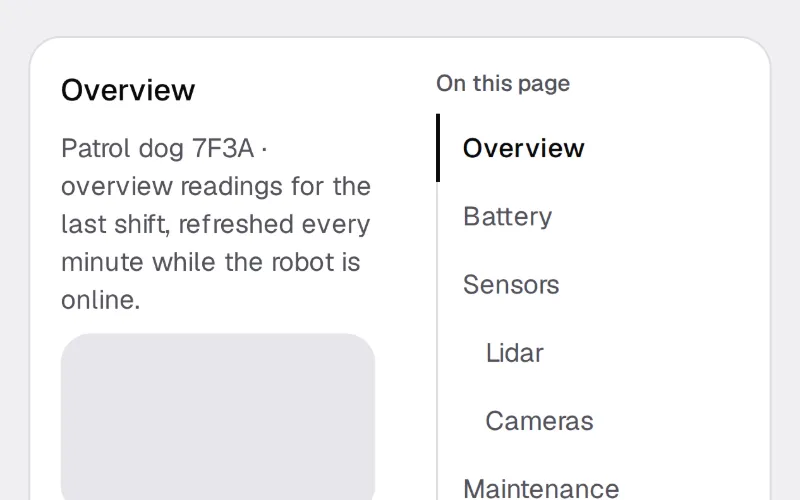 Overview
Patrol dog 7F3A ·
overview readings for the
last shift, refreshed every
minute while the robot is
online.
On this page
Overview
Battery
Sensors
Lidar
Cameras
Maintenance